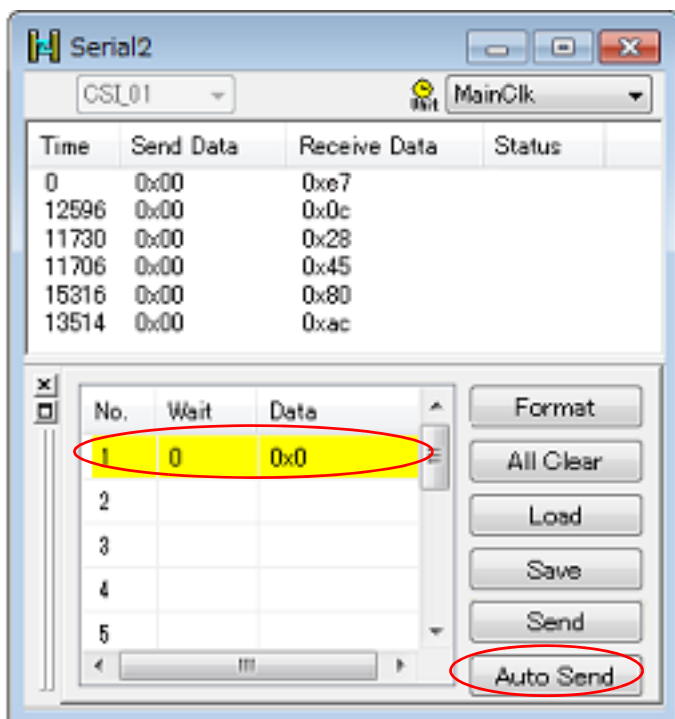 Serial2
CSI_01 MainClk
Time Send Data Receive Data Status
0 0x00 0xe7
12596 0x00 0x0c
11730 0x00 0x28
11706 0x00 0x45
15316 0x00 0x80
13514 0x00 0xac
No. Wait Data
1 0 0x0
2
3
4
5
Format
All Clear
Load
Save
Send
Auto Send